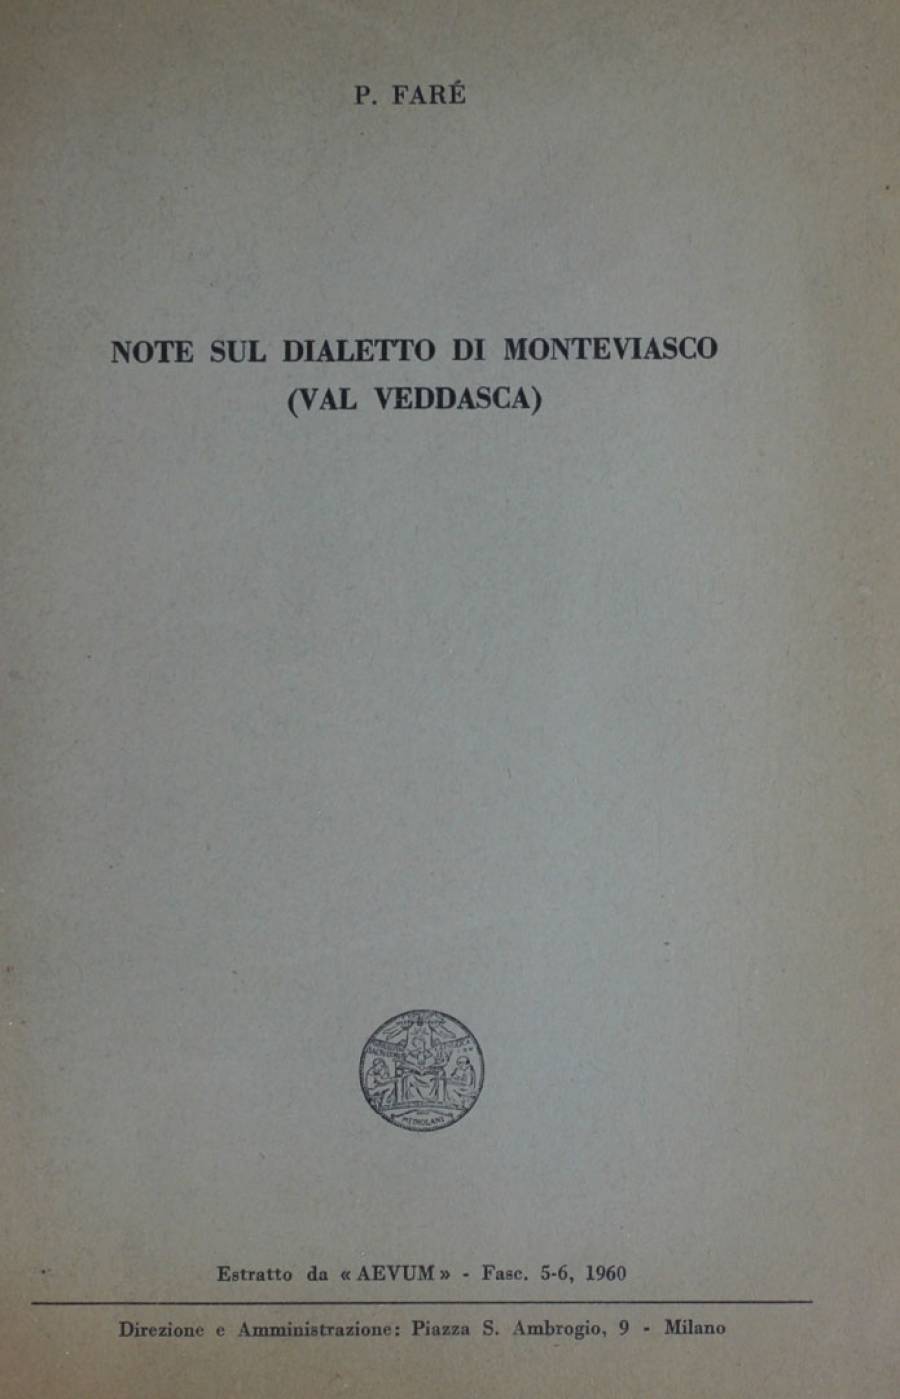 P. FARÉ
NOTE SUL DIALETTO DI MONTEVIASCO
(VAL VEDDASCA)
MEDIOLANI
Estratto da « AEVUM » - Fasc. 5-6, 1960
Direzione e Amministrazione: Piazza S. Ambrogio, 9 - Milano